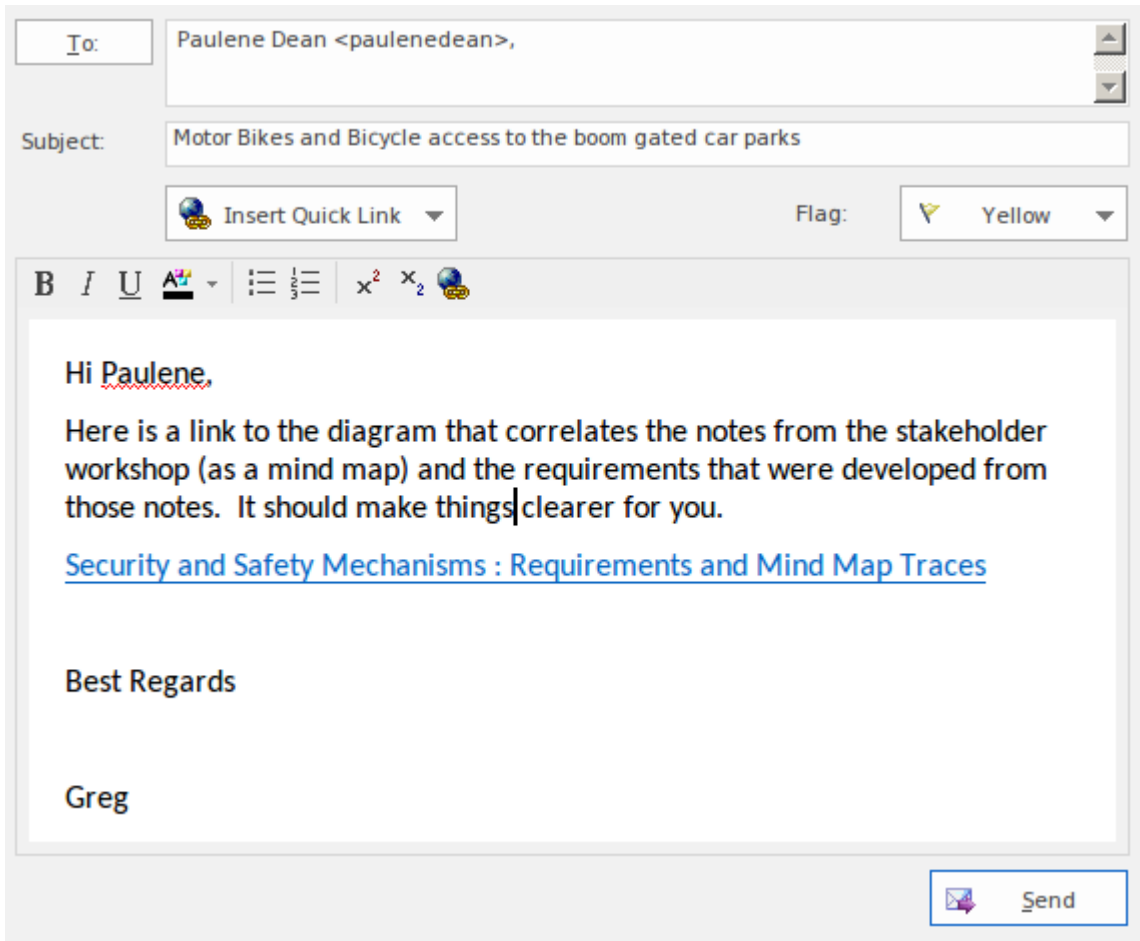 To:
Paulene Dean <paulenedean>,
Subject:
Motor Bikes and Bicycle access to the boom gated car parks
Insert Quick Link
Flag:
Yellow
B I U A x² x₂
Hi Paulene,
Here is a link to the diagram that correlates the notes from the stakeholder
workshop (as a mind map) and the requirements that were developed from
those notes.  It should make things clearer for you.
Security and Safety Mechanisms : Requirements and Mind Map Traces
Best Regards
Greg
Send